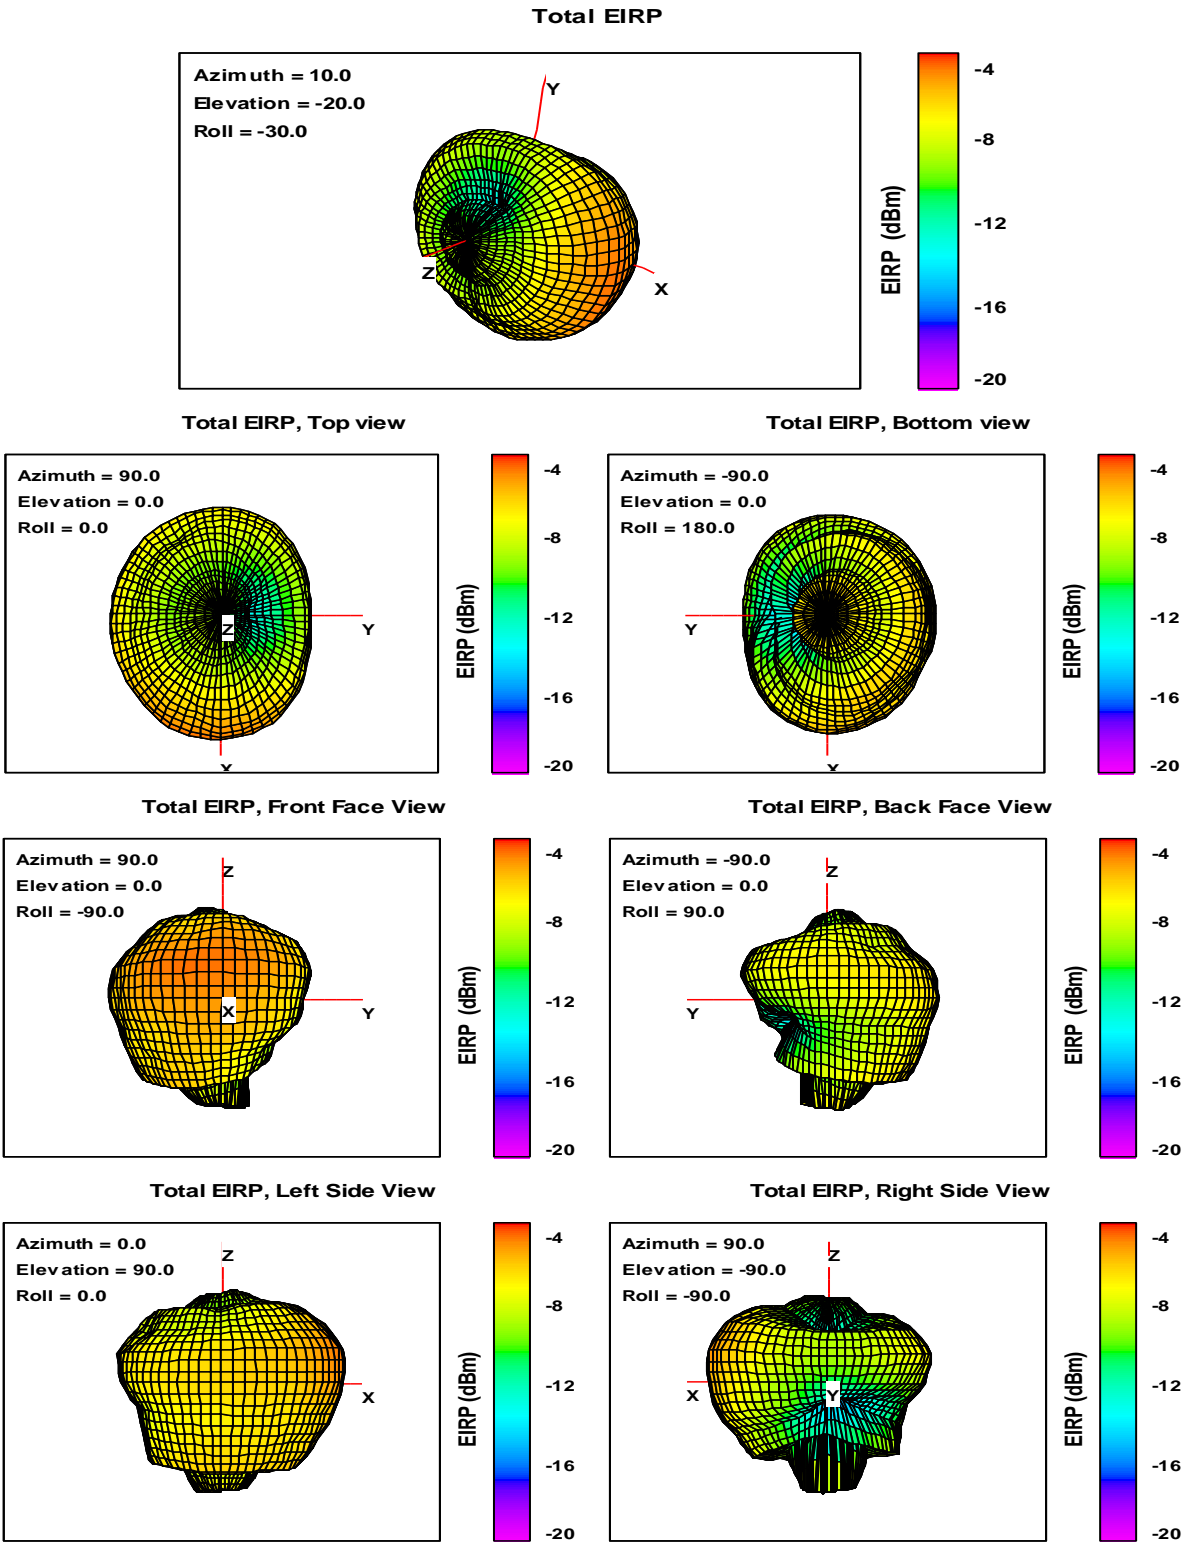 Total EIRP
Azimuth = 10.0
Elevation = -20.0
Roll = -30.0
Y
Z
X
EIRP (dBm)
-4
-8
-12
-16
-20
Total EIRP, Top view
Azimuth = 90.0
Elevation = 0.0
Roll = 0.0
Z
Y
X
EIRP (dBm)
-4
-8
-12
-16
-20
Total EIRP, Bottom view
Azimuth = -90.0
Elevation = 0.0
Roll = 180.0
Y
X
EIRP (dBm)
-4
-8
-12
-16
-20
Total EIRP, Front Face View
Azimuth = 90.0
Elevation = 0.0
Roll = -90.0
Z
X
Y
EIRP (dBm)
-4
-8
-12
-16
-20
Total EIRP, Back Face View
Azimuth = -90.0
Elevation = 0.0
Roll = 90.0
Z
Y
EIRP (dBm)
-4
-8
-12
-16
-20
Total EIRP, Left Side View
Azimuth = 0.0
Elevation = 90.0
Roll = 0.0
Z
X
EIRP (dBm)
-4
-8
-12
-16
-20
Total EIRP, Right Side View
Azimuth = 90.0
Elevation = -90.0
Roll = -90.0
Z
X
Y
EIRP (dBm)
-4
-8
-12
-16
-20